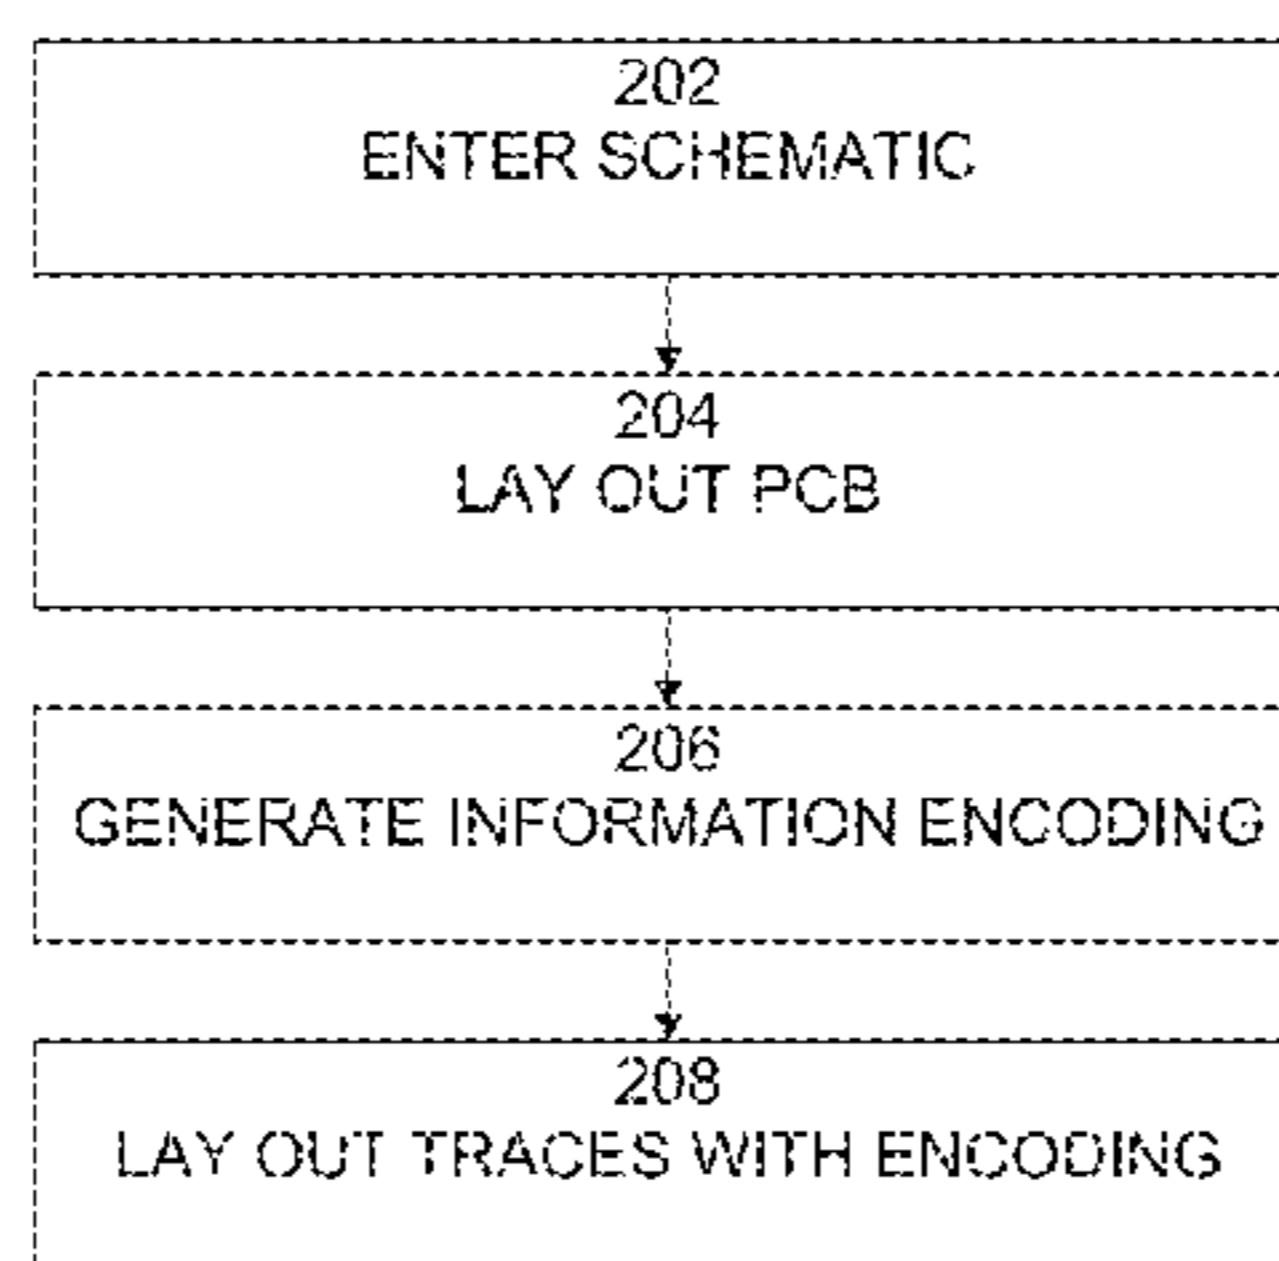 202
ENTER SCHEMATIC
204
LAY OUT PCB
206
GENERATE INFORMATION ENCODING
208
LAY OUT TRACES WITH ENCODING